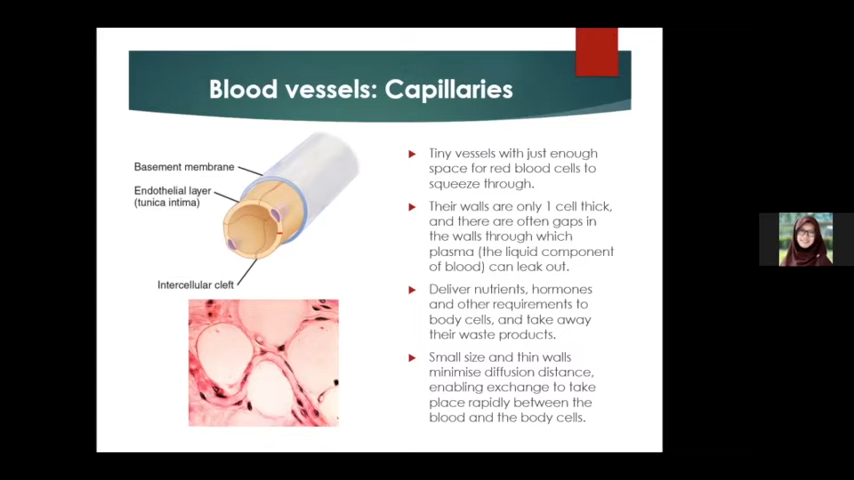 Blood vessels: Capillaries
Basement membrane
Endothelial layer
(tunica intima)
Intercellular cleft
Tiny vessels with just enough
space for red blood cells to
squeeze through.
Their walls are only 1 cell thick,
and there are often gaps in
the walls through which
plasma (the liquid component
of blood) can leak out.
Deliver nutrients, hormones
and other requirements to
body cells, and take away
their waste products.
Small size and thin walls
minimise diffusion distance,
enabling exchange to take
place rapidly between the
blood and the body cells.